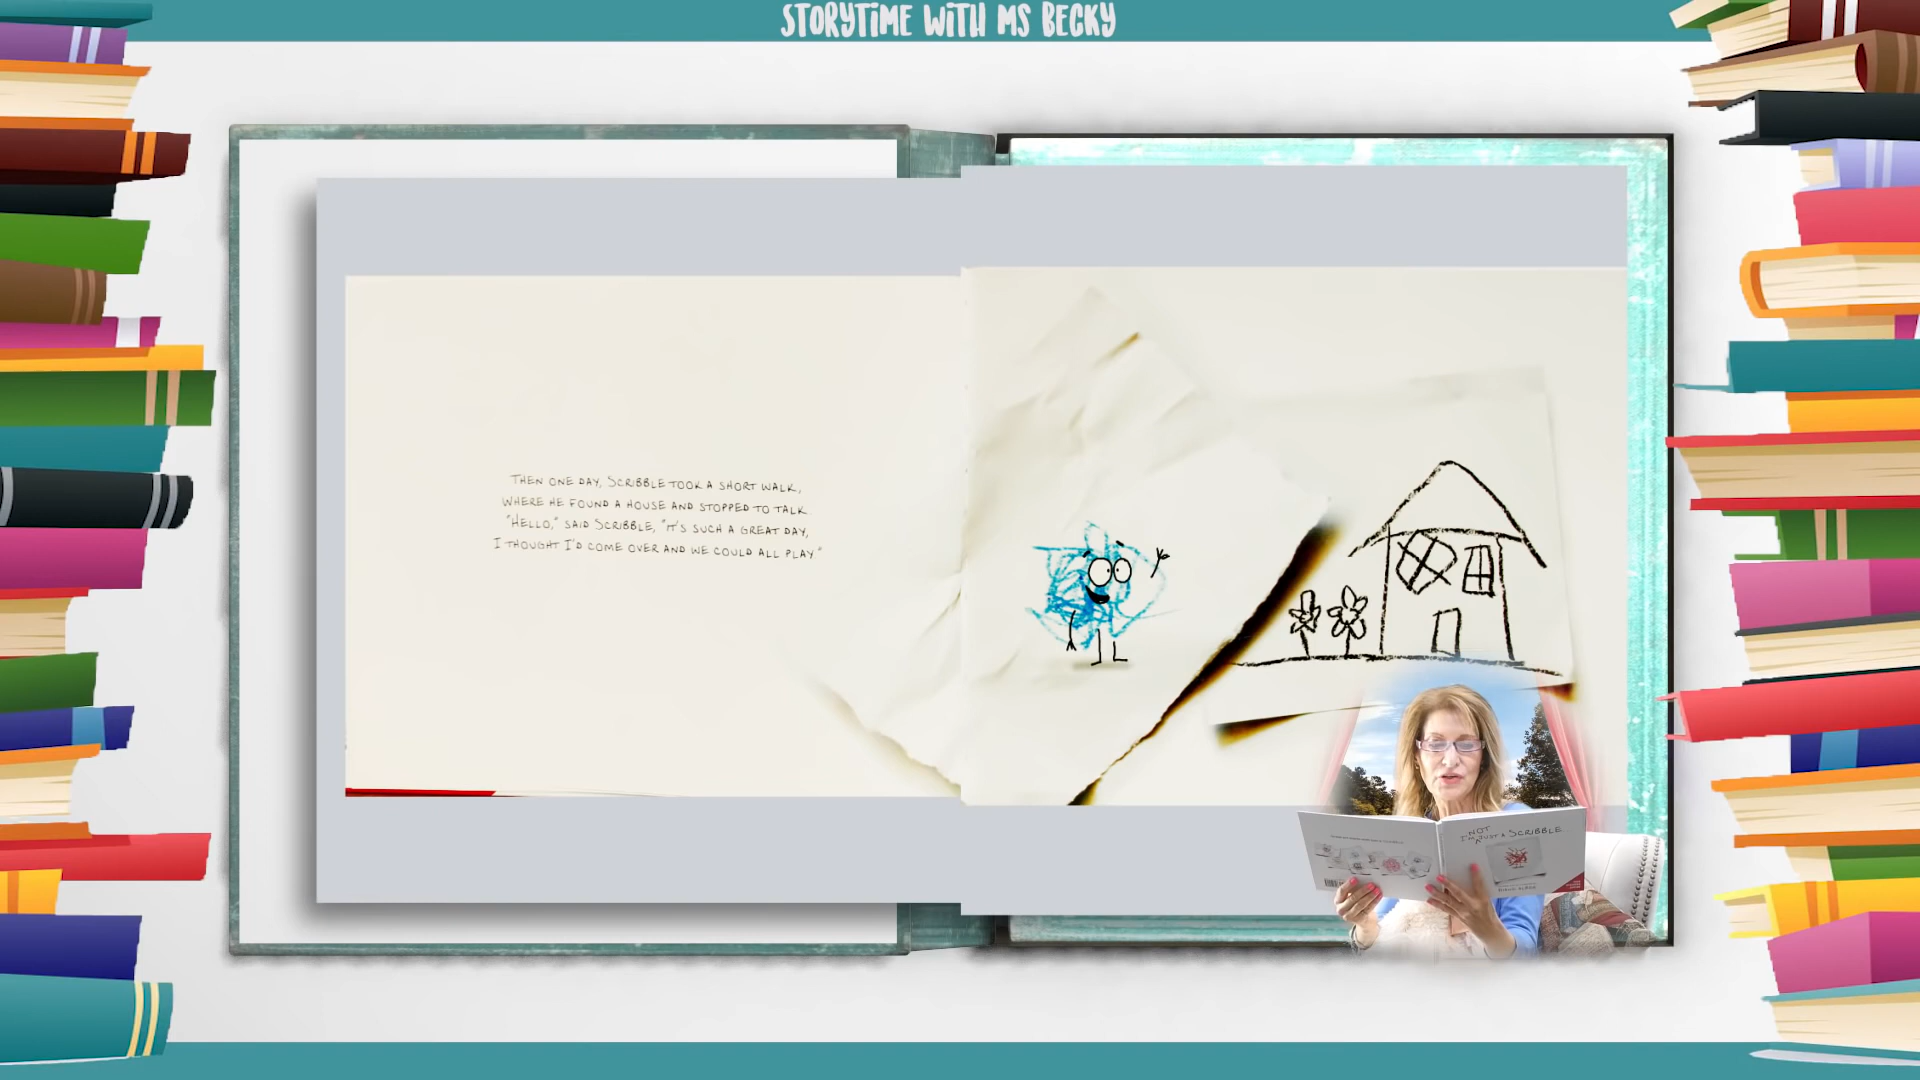 STORYTIME WITH MS BECKY
THEN ONE DAY, SCRIBBLE TOOK A SHORT WALK,
WHERE HE FOUND A HOUSE AND STOPPED TO TALK
"HELLO," SAID SCRIBBLE, "IT'S SUCH A GREAT DAY,
I THOUGHT I'D COME OVER AND WE COULD ALL PLAY"
NOT
I'M JUST A SCRIBBLE